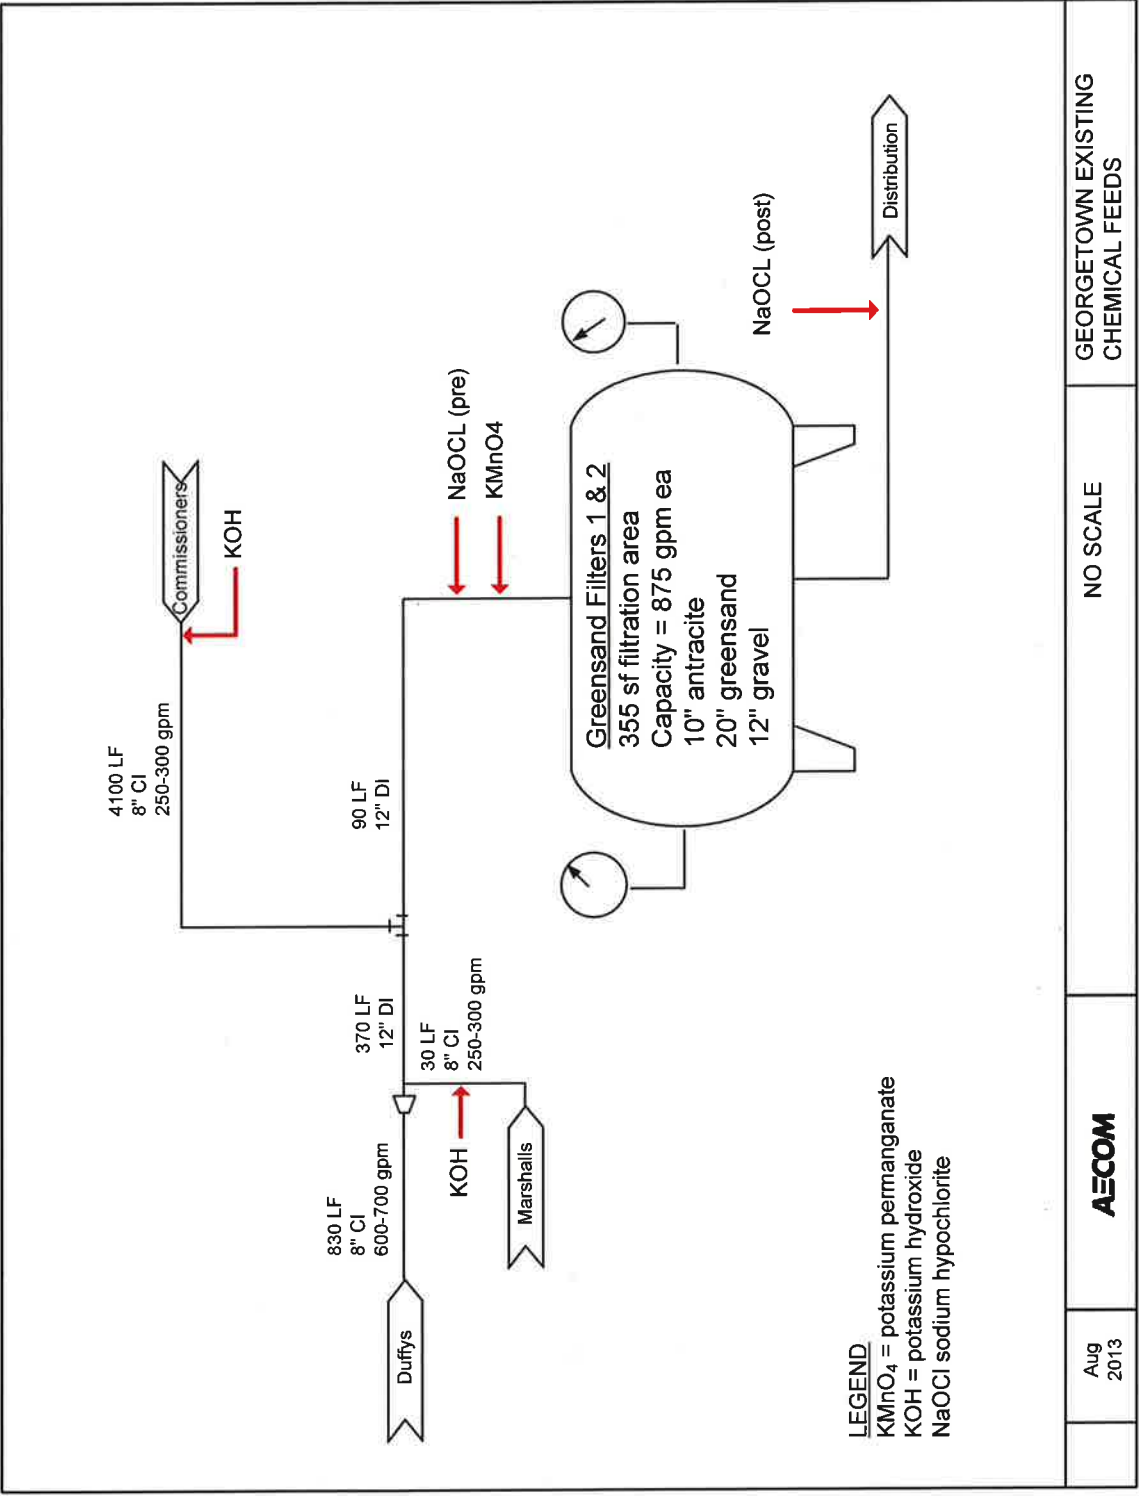 4100 LF
8" CI
250-300 gpm
Commissioners
KOH
830 LF
8" CI
600-700 gpm
370 LF
12" DI
90 LF
12" DI
Duffys
KOH
30 LF
8" CI
250-300 gpm
Marshalls
NaOCL (pre)
KMnO4
Greensand Filters 1 & 2
355 sf filtration area
Capacity = 875 gpm ea
10" antracite
20" greensand
12" gravel
NaOCL (post)
Distribution
LEGEND
KMnO₄ = potassium permanganate
KOH = potassium hydroxide
NaOCl sodium hypochlorite
Aug
2013
AECOM
NO SCALE
GEORGETOWN EXISTING
CHEMICAL FEEDS